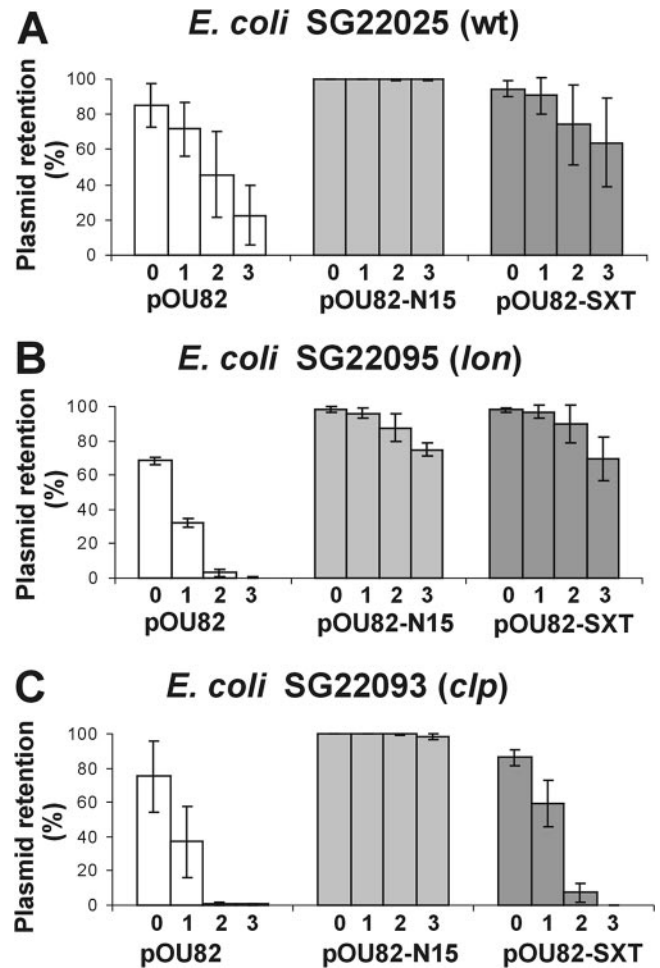 A
E. coli SG22025 (wt)
Plasmid retention
(%)
100
80
60
40
20
0
0 1 2 3 0 1 2 3 0 1 2 3
pOU82 pOU82-N15 pOU82-SXT
B
E. coli SG22095 (lon)
Plasmid retention
(%)
100
80
60
40
20
0
0 1 2 3 0 1 2 3 0 1 2 3
pOU82 pOU82-N15 pOU82-SXT
C
E. coli SG22093 (clp)
Plasmid retention
(%)
100
80
60
40
20
0
0 1 2 3 0 1 2 3 0 1 2 3
pOU82 pOU82-N15 pOU82-SXT